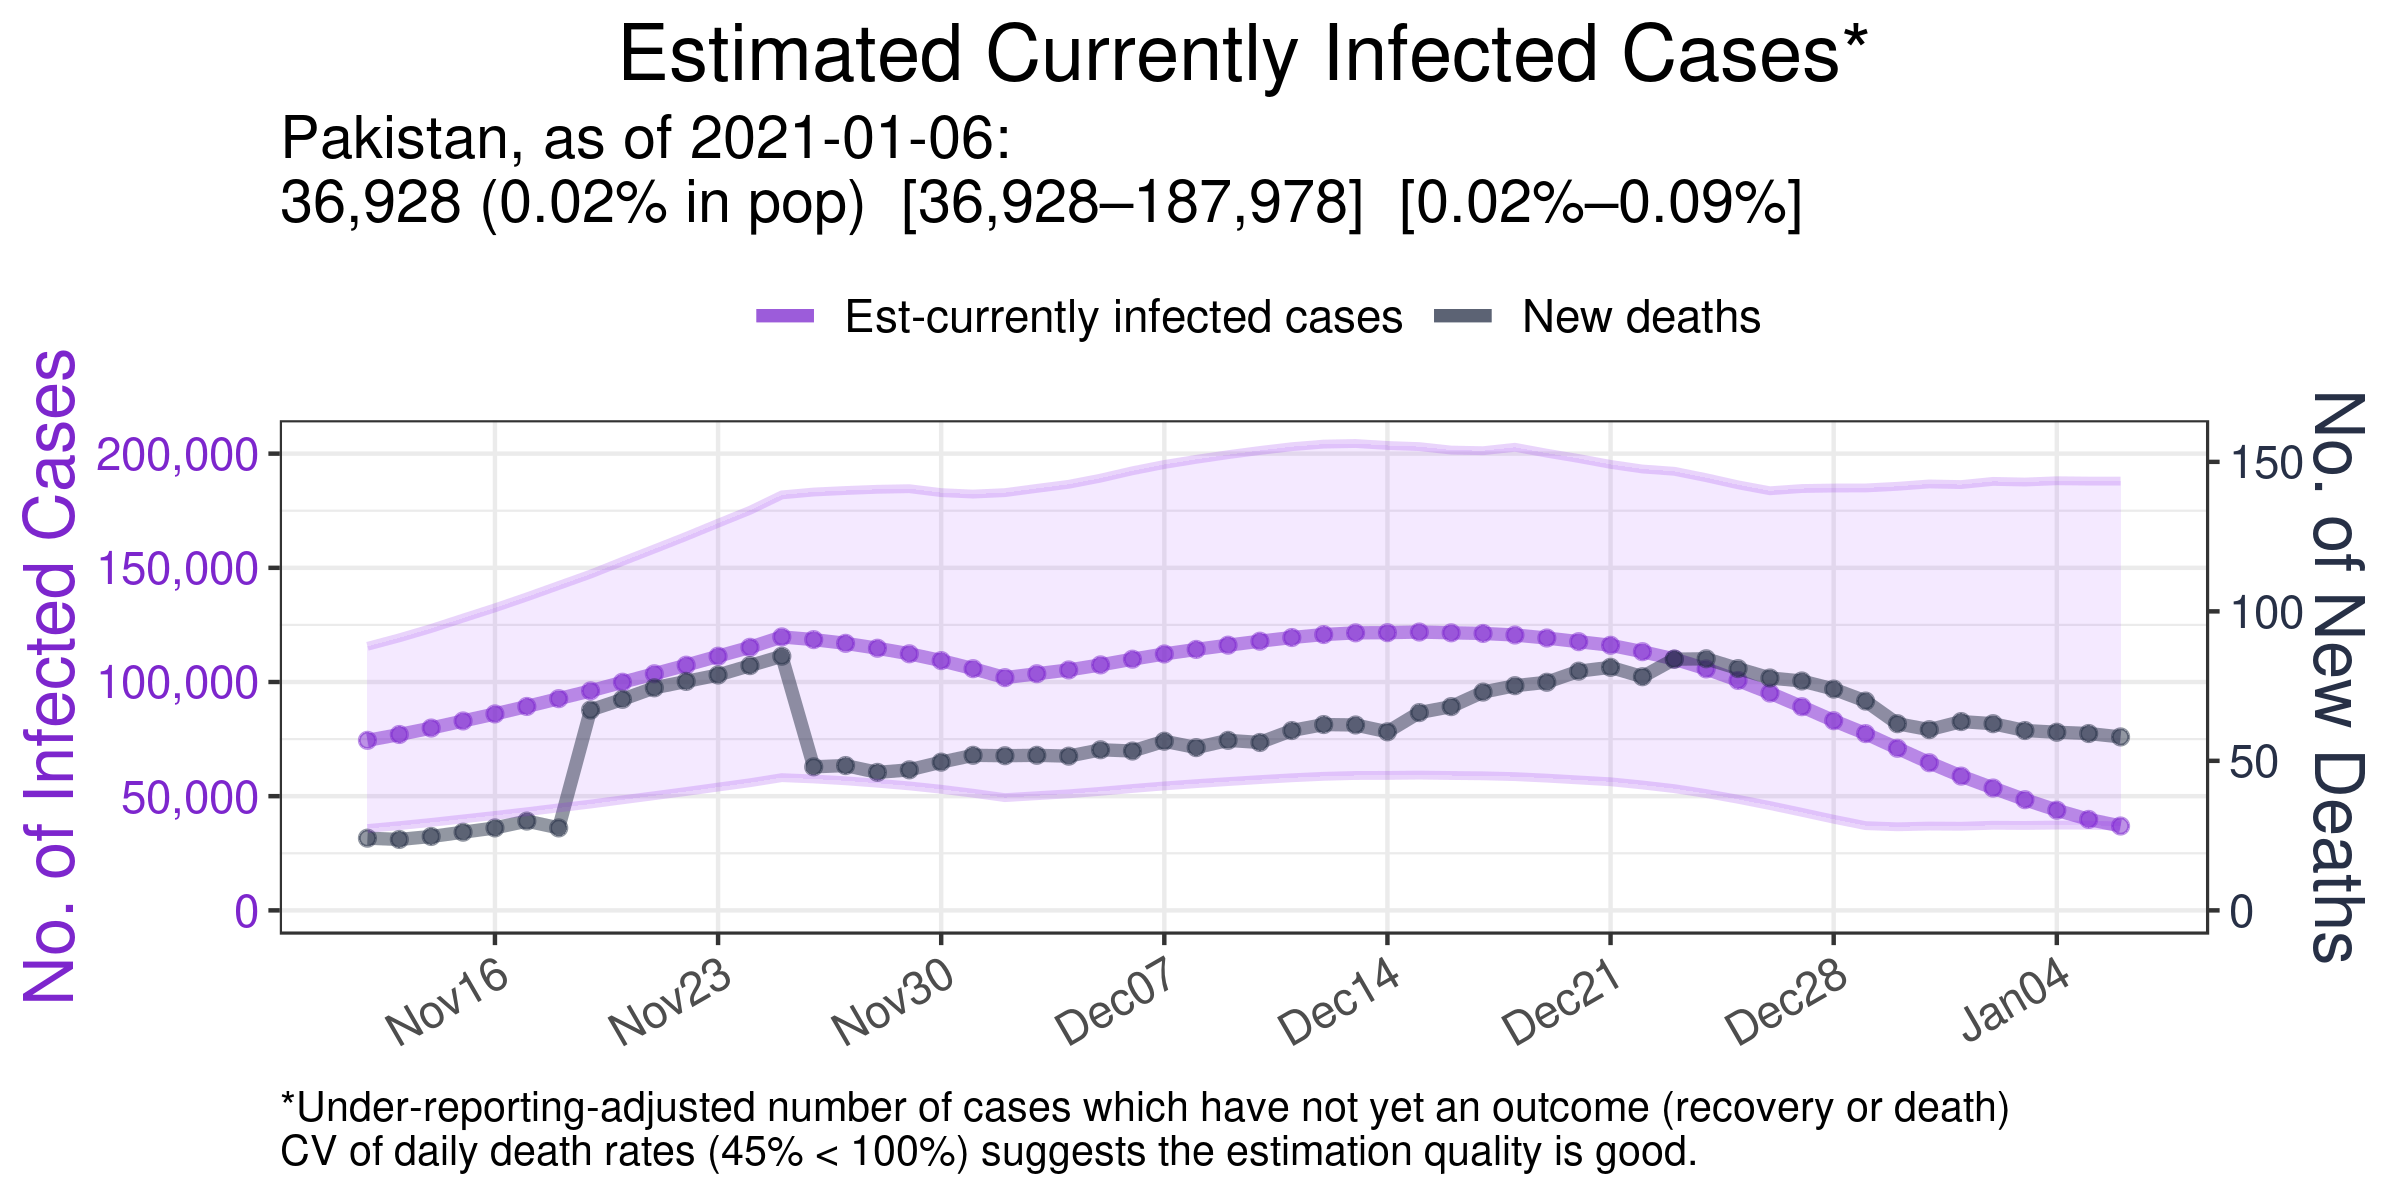 Estimated Currently Infected Cases*
Pakistan, as of 2021-01-06:
36,928 (0.02% in pop)  [36,928–187,978]  [0.02%–0.09%]
Est-currently infected cases
New deaths
No. of Infected Cases
200,000
150,000
100,000
50,000
0
No. of New Deaths
150
100
50
0
Nov16
Nov23
Nov30
Dec07
Dec14
Dec21
Dec28
Jan04
*Under-reporting-adjusted number of cases which have not yet an outcome (recovery or death)
CV of daily death rates (45% < 100%) suggests the estimation quality is good.